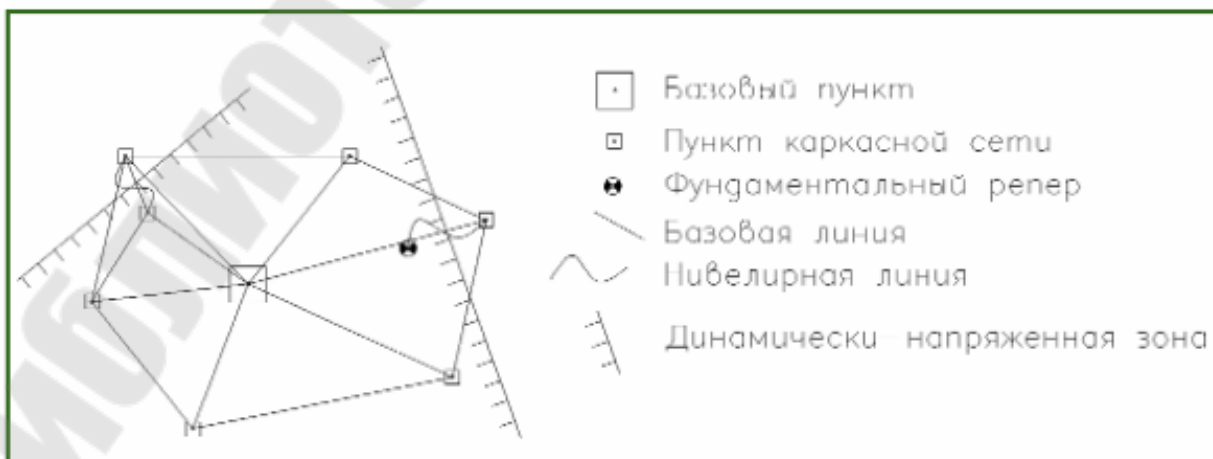 Базовый пункт
Пункт каркасной сети
Фундаментальный репер
Базовая линия
Нивелирная линия
Динамически напряженная зона